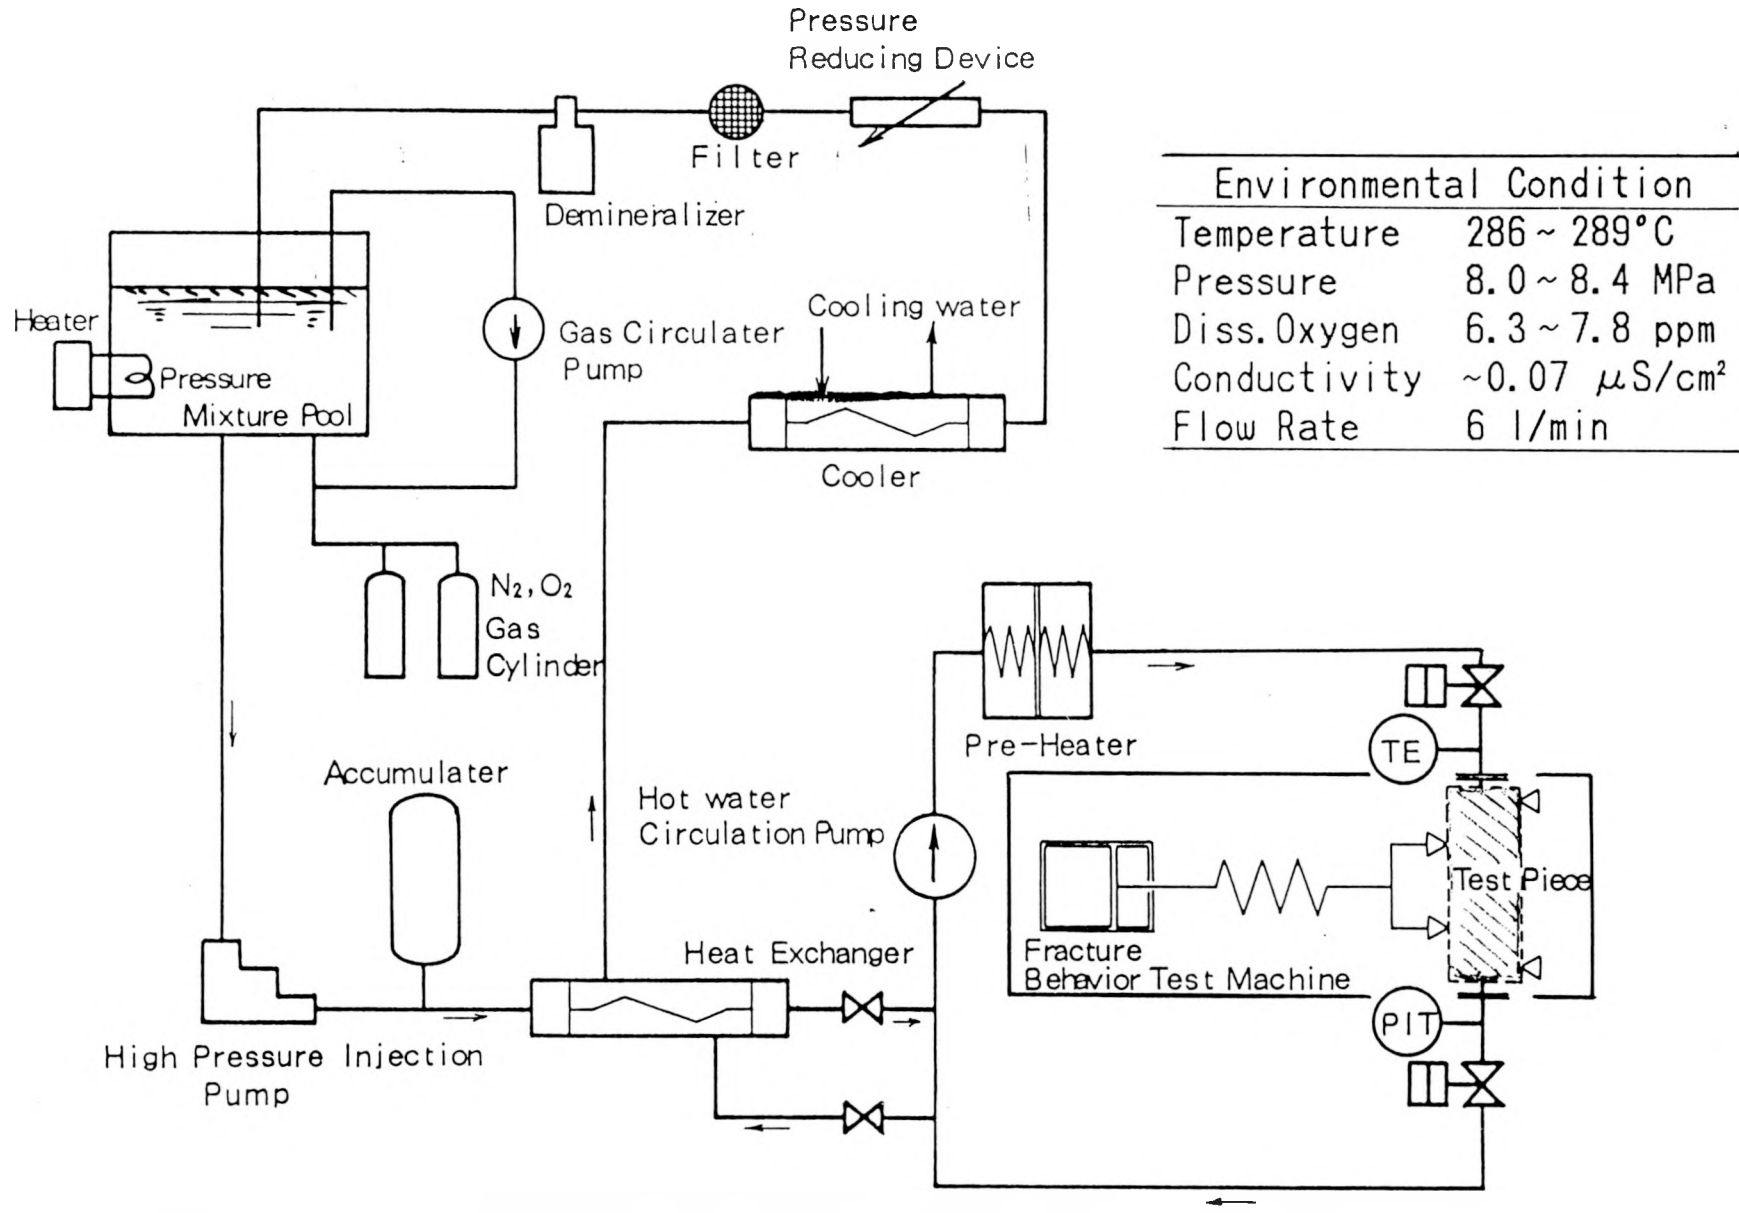 Pressure
Reducing Device
Filter
Demineralizer
Environmental Condition
Temperature 286 ~ 289°C
Pressure 8.0 ~ 8.4 MPa
Diss.Oxygen 6.3 ~ 7.8 ppm
Conductivity ~0.07 μS/cm²
Flow Rate 6 l/min
Heater
Pressure
Mixture Pool
Gas Circulater
Pump
Cooling water
Cooler
N₂, O₂
Gas
Cylinder
Pre-Heater
TE
Accumulater
Hot water
Circulation Pump
Test Piece
Fracture
Behavior Test Machine
Heat Exchanger
PIT
High Pressure Injection
Pump